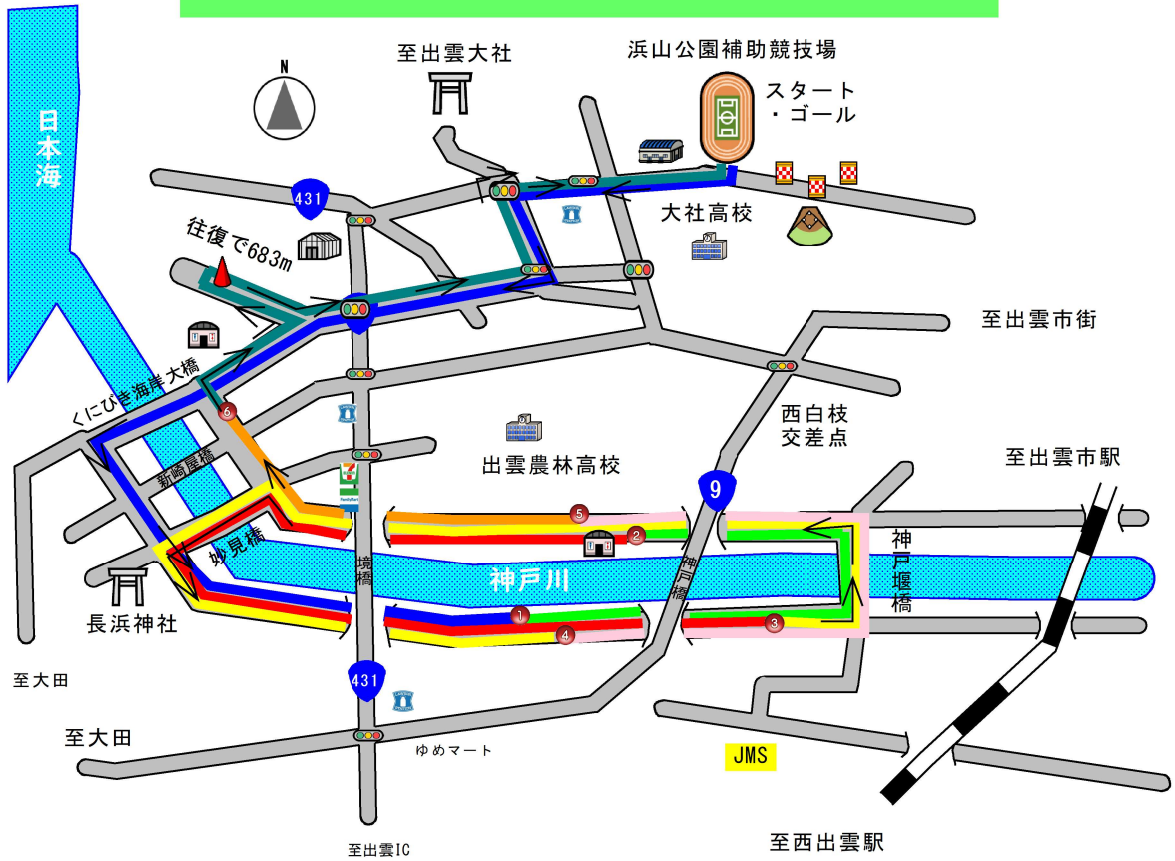 至出雲大社
浜山公園補助競技場
スタート
・ゴール
N
日本海
431
大社高校
往復で683m
至出雲市街
くにびき海岸大橋
西白枝
交差点
6
新崎屋橋
出雲農林高校
至出雲市駅
9
5
2
妙見橋
神戸堰橋
境橋
神戸川
神戸橋
長浜神社
1
4
3
至大田
431
至大田
ゆめマート
JMS
至出雲IC
至西出雲駅